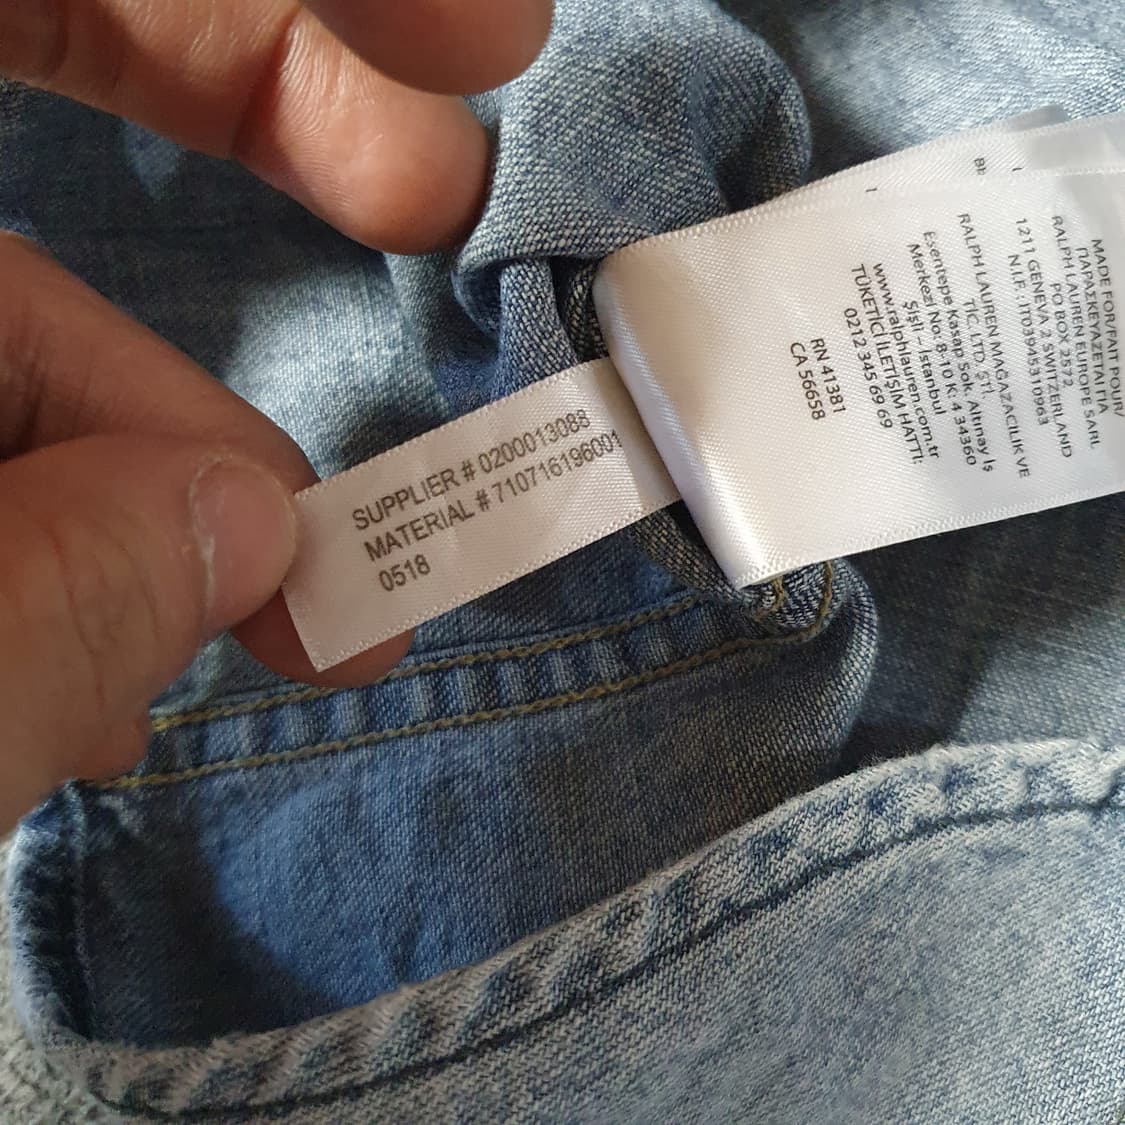 SUPPLIER # 0200013088
MATERIAL # 710716196001
0518
MADE FOR/FAIT POUR/
ΠΑΡΑΣΚΕΥΑΖΕΤΑΙ ΓΙΑ
RALPH LAUREN EUROPE SARL
PO BOX 2572
1211 GENEVA 2 SWITZERLAND
N.I.F.: IT03945310963
RALPH LAUREN MAĞAZACILIK VE
TİC. LTD. ŞTİ.
Esentepe Kasap Sok. Altınay İş
Merkezi No. 8-10 K: 4 34360
Şişli – İstanbul
www.ralphlauren.com.tr
TÜKETİCİ İLETİŞİM HATTI:
0212 345 69 69
RN 41381
CA 56658